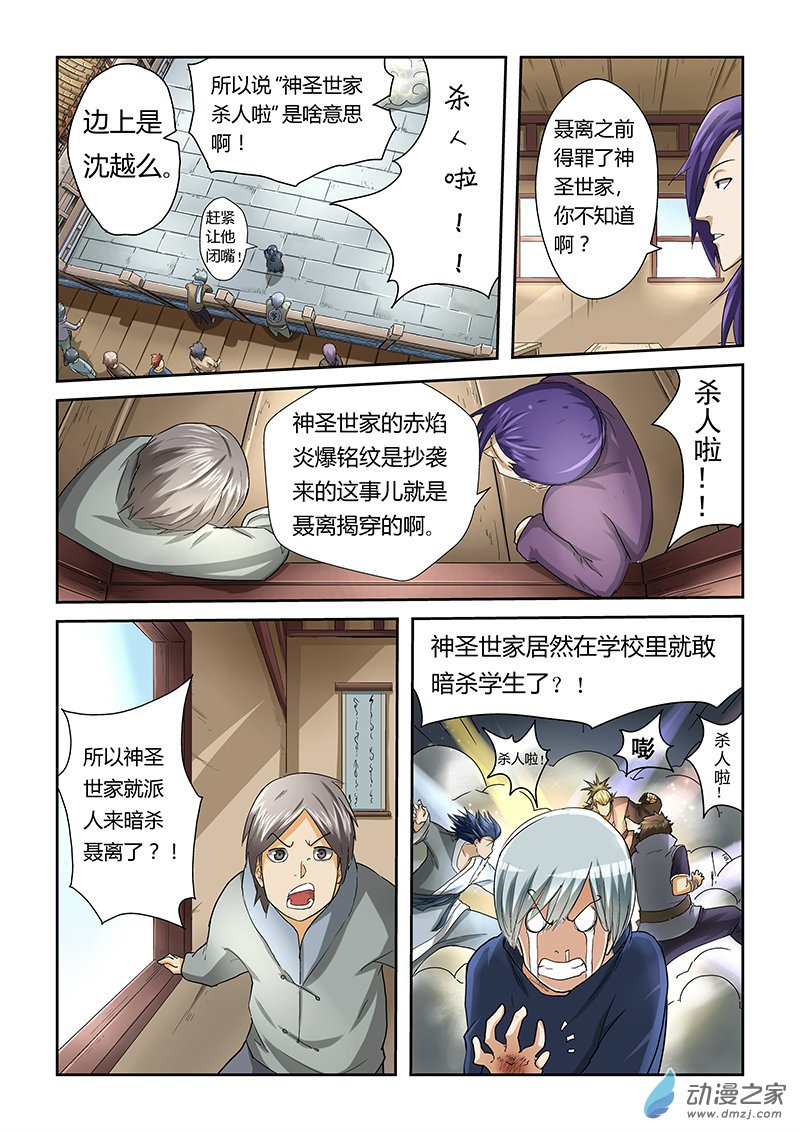 边上是
沈越么。
所以说“神圣世家
杀人啦”是啥意思
啊！
杀人啦！！
赶紧
让他
闭嘴！
聂离之前
得罪了神
圣世家，
你不知道
啊？
神圣世家的赤焰
炎爆铭纹是抄袭
来的这事儿就是
聂离揭穿的啊。
杀人啦！！
所以神圣
世家就派
人来暗杀
聂离了？！
神圣世家居然在学校里就敢
暗杀学生了？！
杀人啦！
嘭
杀人啦！
动漫之家
www.dmzj.com